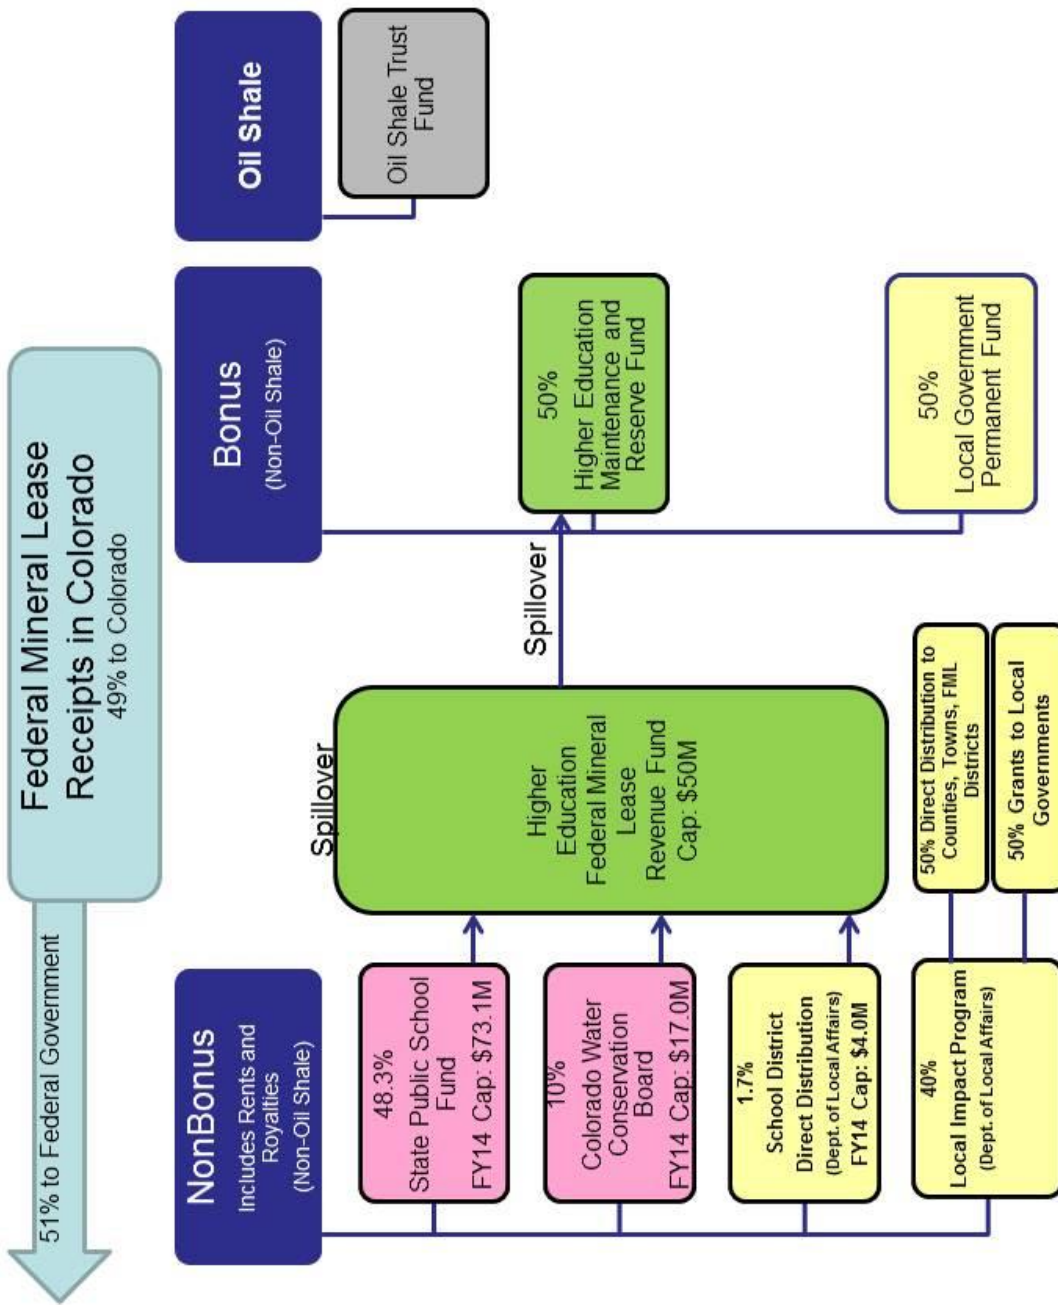 Federal Mineral Lease
Receipts in Colorado
49% to Colorado
51% to Federal Government
NonBonus
Includes Rents and
Royalties
(Non-Oil Shale)
Bonus
(Non-Oil Shale)
Oil Shale
48.3%
State Public School
Fund
FY14 Cap: $73.1M
10%
Colorado Water
Conservation
Board
FY14 Cap: $17.0M
1.7%
School District
Direct Distribution
(Dept. of Local Affairs)
FY14 Cap: $4.0M
40%
Local Impact Program
(Dept. of Local Affairs)
Spillover
Higher
Education
Federal Mineral
Lease
Revenue Fund
Cap: $50M
50% Direct Distribution to
Counties, Towns, FML
Districts
50% Grants to Local
Governments
Spillover
50%
Higher Education
Maintenance and
Reserve Fund
50%
Local Government
Permanent Fund
Oil Shale Trust
Fund